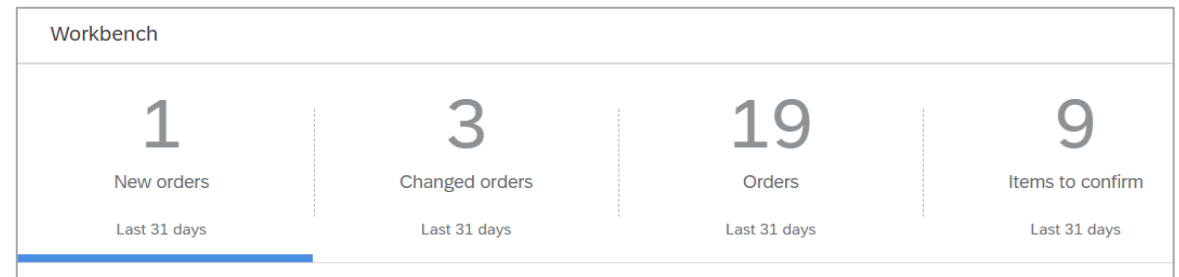 Workbench
1
New orders
Last 31 days
3
Changed orders
Last 31 days
19
Orders
Last 31 days
9
Items to confirm
Last 31 days